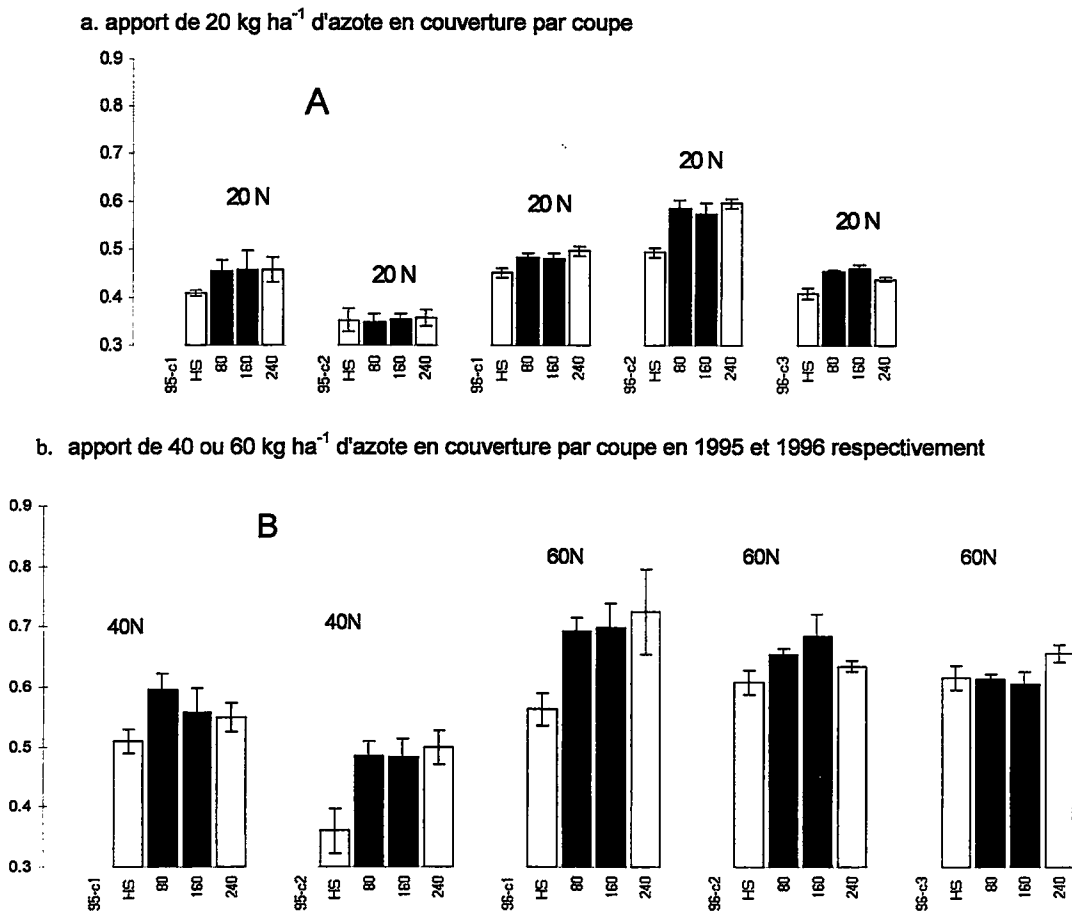 a. apport de 20 kg ha⁻¹ d'azote en couverture par coupe
0.9
0.8
0.7
0.6
0.5
0.4
0.3
A
20 N
20 N
20 N
20 N
20 N
95-c1 HS 80 160 240 95-c2 HS 80 160 240 96-c1 HS 80 160 240 96-c2 HS 80 160 240 96-c3 HS 80 160 240
b. apport de 40 ou 60 kg ha⁻¹ d'azote en couverture par coupe en 1995 et 1996 respectivement
0.9
0.8
0.7
0.6
0.5
0.4
0.3
B
40N
40N
60N
60N
60N
95-c1 HS 80 160 240 95-c2 HS 80 160 240 96-c1 HS 80 160 240 96-c2 HS 80 160 240 96-c3 HS 80 160 240